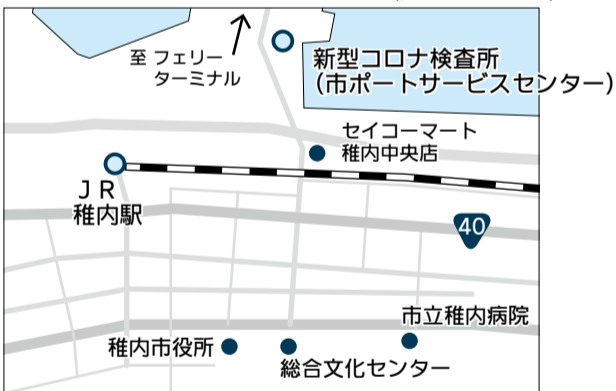 至 フェリー
ターミナル
新型コロナ検査所
(市ポートサービスセンター)
セイコーマート
稚内中央店
JR
稚内駅
40
市立稚内病院
稚内市役所
総合文化センター